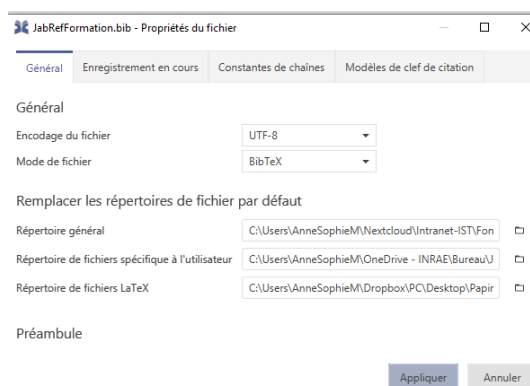 JabRefFormation.bib - Propriétés du fichier
Général Enregistrement en cours Constantes de chaînes Modèles de clef de citation
Général
Encodage du fichier UTF-8
Mode de fichier BibTeX
Remplacer les répertoires de fichier par défaut
Répertoire général C:\Users\AnneSophieM\Nextcloud\Intranet-IST\Fon
Répertoire de fichiers spécifique à l'utilisateur C:\Users\AnneSophieM\OneDrive - INRAE\Bureau\J
Répertoire de fichiers LaTeX C:\Users\AnneSophieM\Dropbox\PC\Desktop\Papir
Préambule
Appliquer Annuler